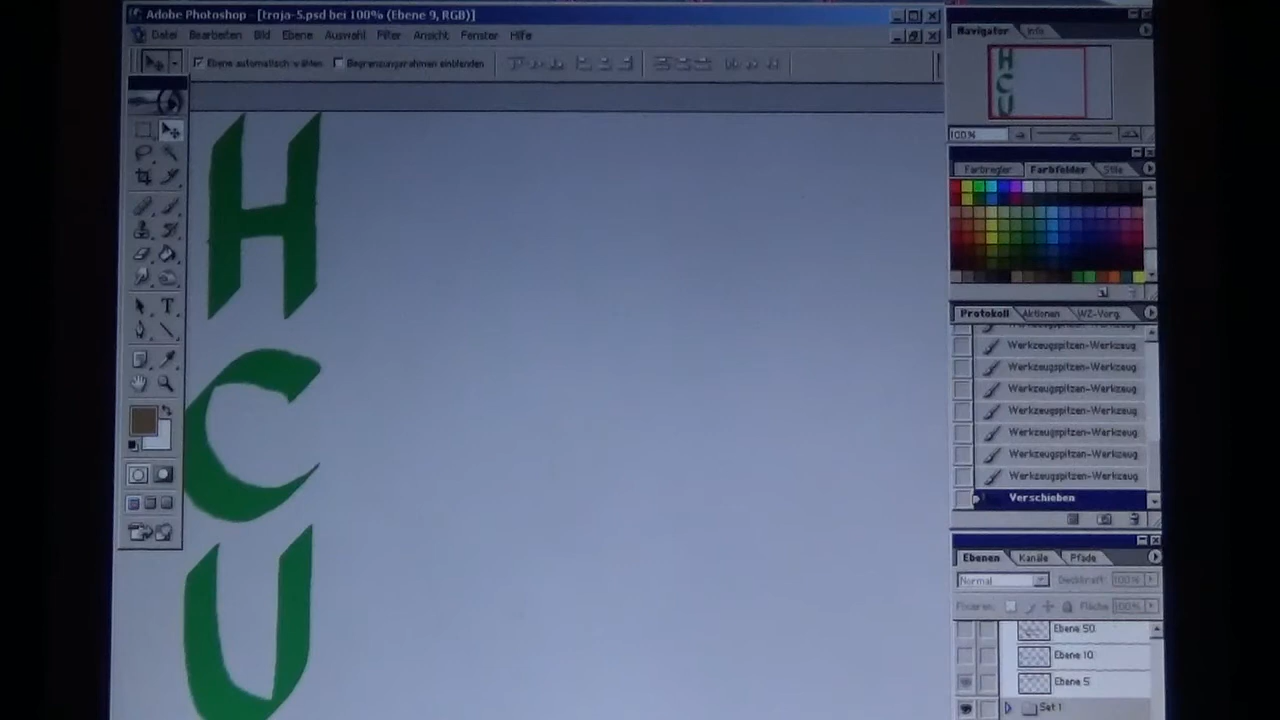 Adobe Photoshop - [troja-5.psd bei 100% (Ebene 9, RGB)]
Datei Bearbeiten Bild Ebene Auswahl Filter Ansicht Fenster Hilfe
Ebene automatisch wählen Begrenzungsrahmen einblenden
Navigator Info
H
C
U
100%
Farbregler Farbfelder Stile
H
C
U
Protokoll Aktionen WZ-Vorg.
Werkzeugspitzen-Werkzeug
Werkzeugspitzen-Werkzeug
Werkzeugspitzen-Werkzeug
Werkzeugspitzen-Werkzeug
Werkzeugspitzen-Werkzeug
Werkzeugspitzen-Werkzeug
Werkzeugspitzen-Werkzeug
Verschieben
Ebenen Kanäle Pfade
Normal Deckkraft: 100%
Fixieren: Fläche: 100%
Ebene 50
Ebene 10
Ebene 5
Set 1